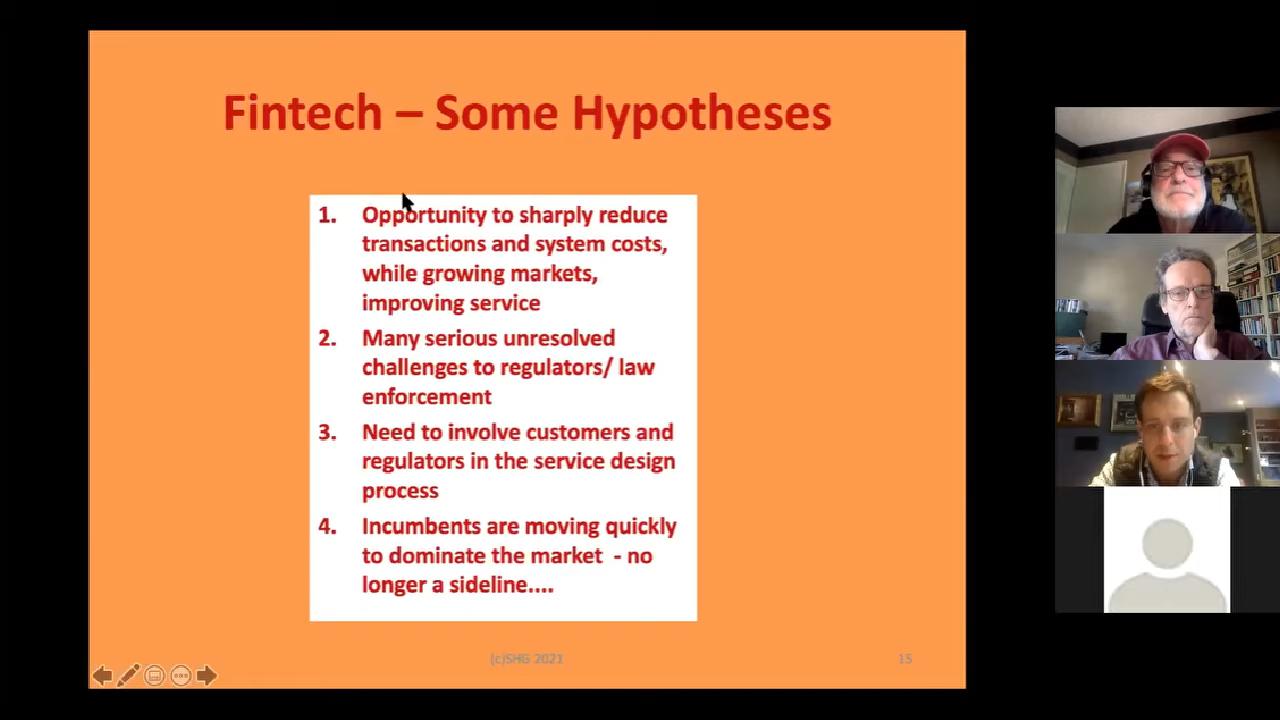 Fintech – Some Hypotheses
1. Opportunity to sharply reduce
transactions and system costs,
while growing markets,
improving service
2. Many serious unresolved
challenges to regulators/ law
enforcement
3. Need to involve customers and
regulators in the service design
process
4. Incumbents are moving quickly
to dominate the market - no
longer a sideline....
(c)SHG 2021
15